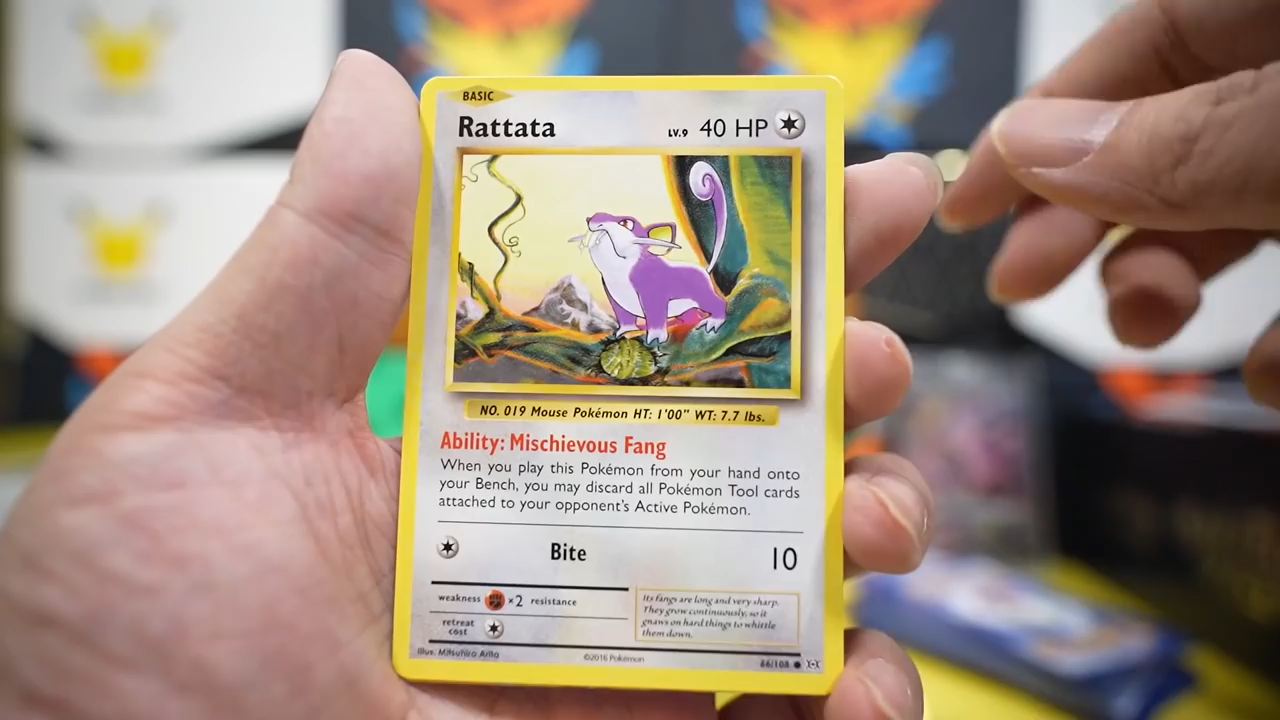 BASIC
Rattata LV.9 40 HP
NO. 019 Mouse Pokémon HT: 1'00" WT: 7.7 lbs.
Ability: Mischievous Fang
When you play this Pokémon from your hand onto
your Bench, you may discard all Pokémon Tool cards
attached to your opponent's Active Pokémon.
Bite 10
weakness ×2 resistance
retreat
cost
Its fangs are long and very sharp.
They grow continuously, so it
gnaws on hard things to whittle
them down.
Illus. Mitsuhiro Arita
©2016 Pokémon
66/108